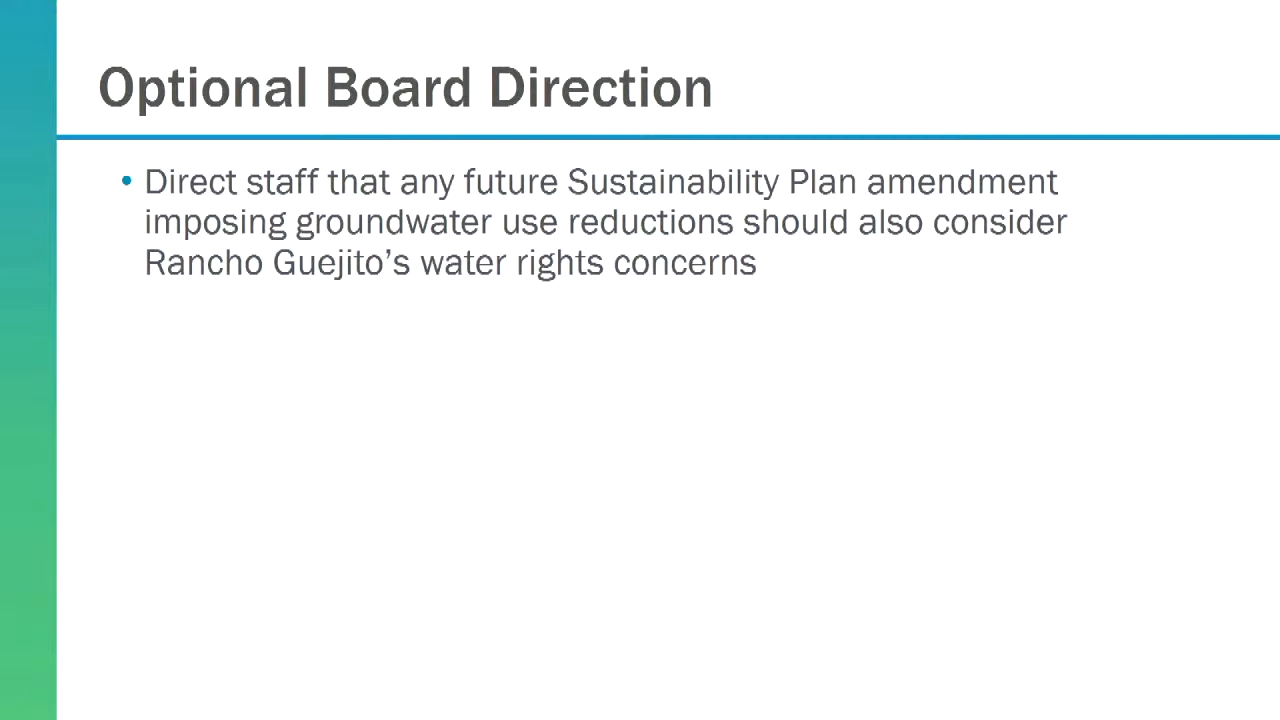 Optional Board Direction
• Direct staff that any future Sustainability Plan amendment
imposing groundwater use reductions should also consider
Rancho Guejito’s water rights concerns